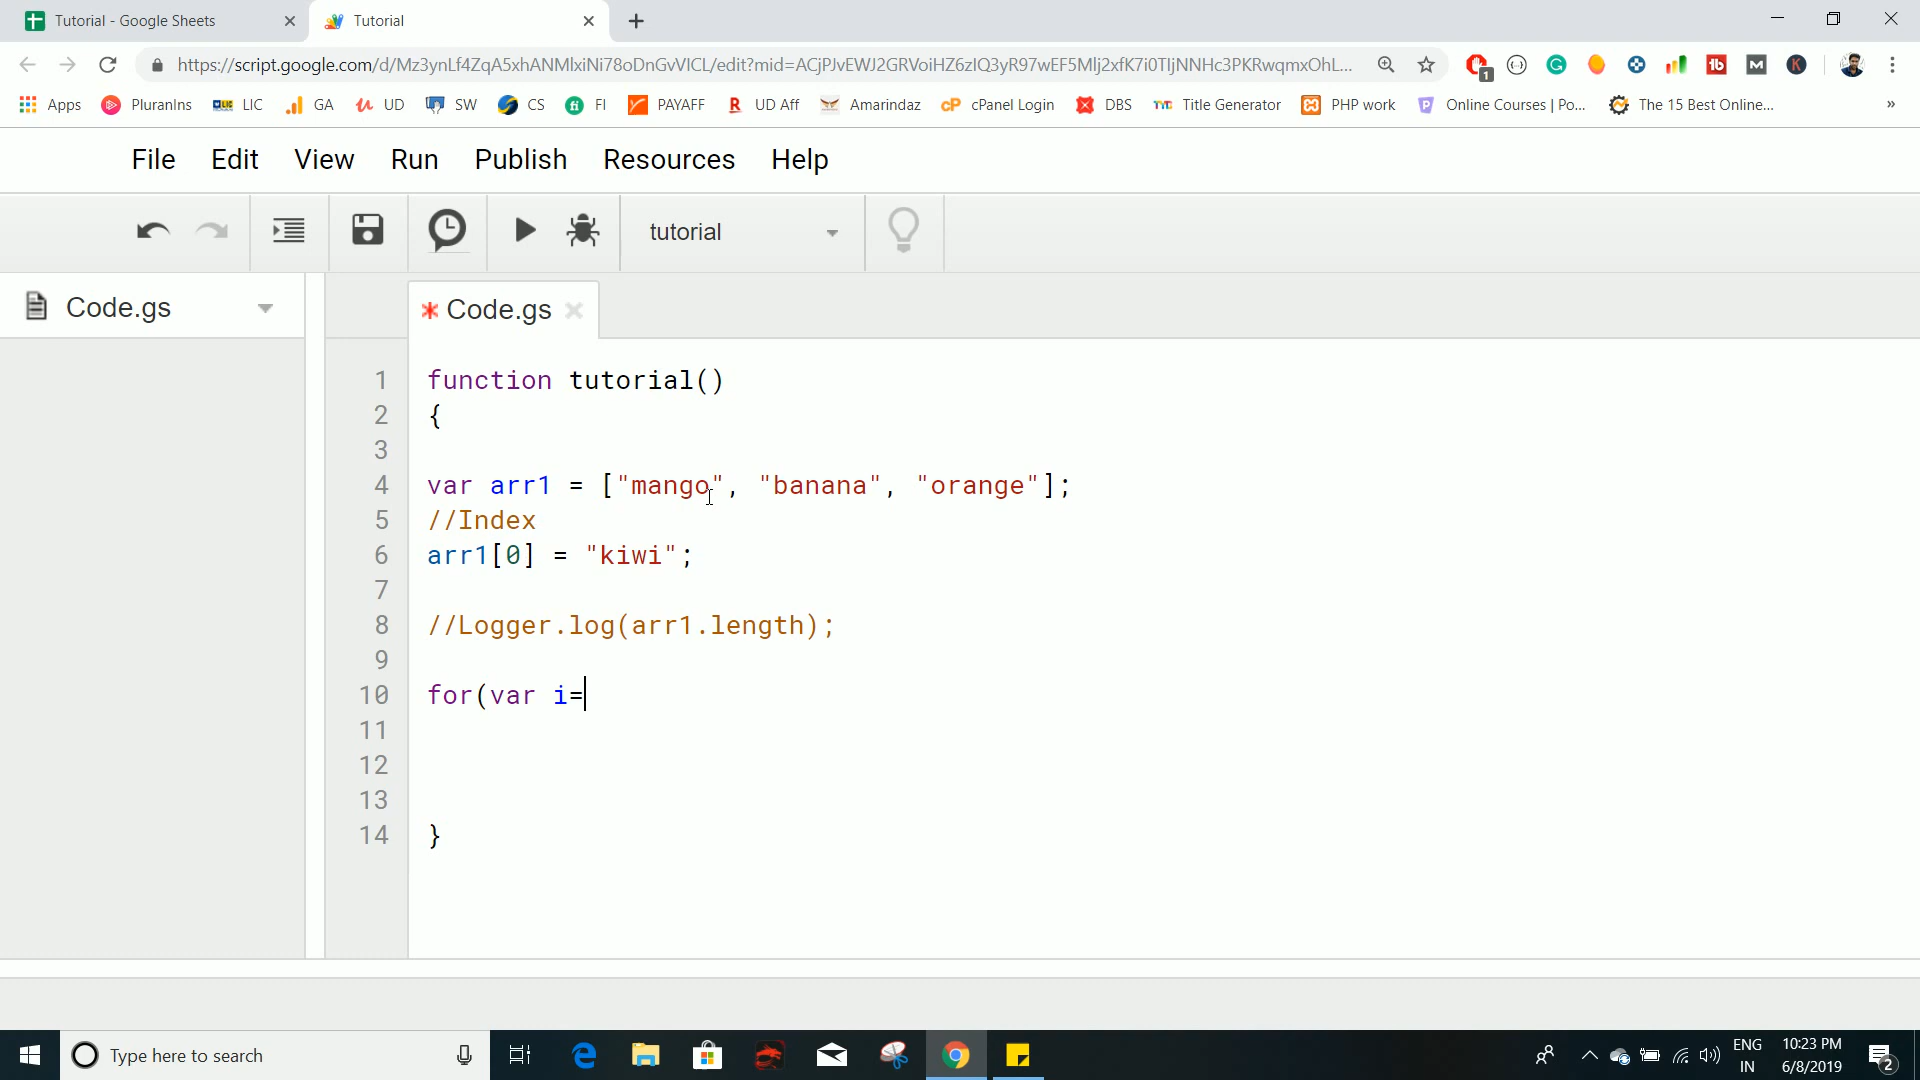 Tutorial - Google Sheets
Tutorial
https://script.google.com/d/Mz3ynLf4ZqA5xhANMlxiNi78oDnGvVICL/edit?mid=ACjPJvEWJ2GRVoiHZ6zIQ3yR97wEF5Mlj2xfK7i0TIjNNHc3PKRwqmxOhL...
Apps PluranIns LIC GA UD SW CS FI PAYAFF UD Aff Amarindaz cPanel Login DBS Title Generator PHP work Online Courses | Po... The 15 Best Online... »
File Edit View Run Publish Resources Help
tutorial
Code.gs
* Code.gs
1 function tutorial()
2 {
3
4 var arr1 = ["mango", "banana", "orange"];
5 //Index
6 arr1[0] = "kiwi";
7
8 //Logger.log(arr1.length);
9
10 for(var i=
11
12
13
14 }
Type here to search
ENG
IN
10:23 PM
6/8/2019
2